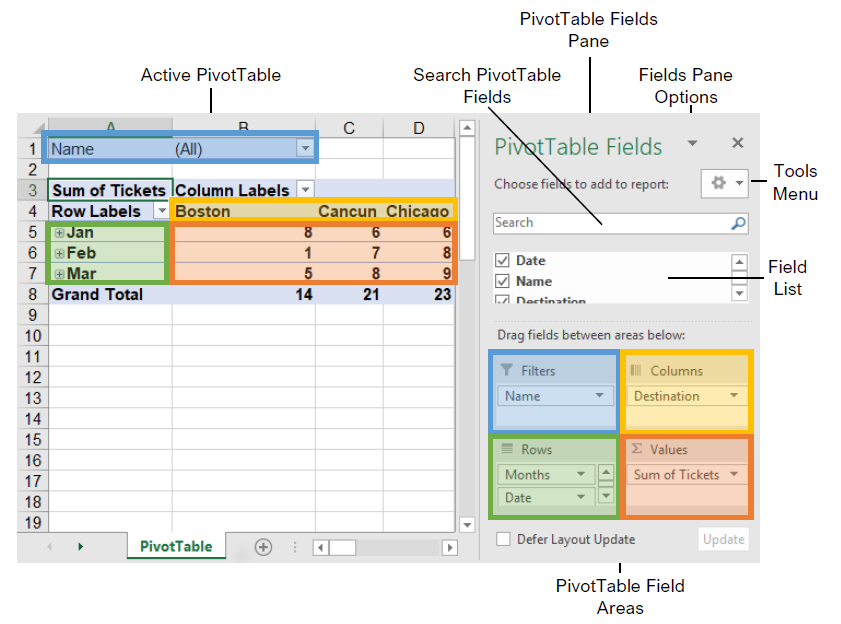 PivotTable Fields
Pane
Active PivotTable
Search PivotTable
Fields
Fields Pane
Options
A B C D
1 Name (All)
2
3 Sum of Tickets Column Labels
4 Row Labels Boston Cancun Chicago
5 Jan 8 6 6
6 Feb 1 7 8
7 Mar 5 8 9
8 Grand Total 14 21 23
9
10
11
12
13
14
15
16
17
18
19
PivotTable
PivotTable Fields
Choose fields to add to report:
Tools
Menu
Search
Date
Name
Destination
Field
List
Drag fields between areas below:
Filters
Name
Columns
Destination
Rows
Months
Date
Σ Values
Sum of Tickets
Defer Layout Update
Update
PivotTable Field
Areas